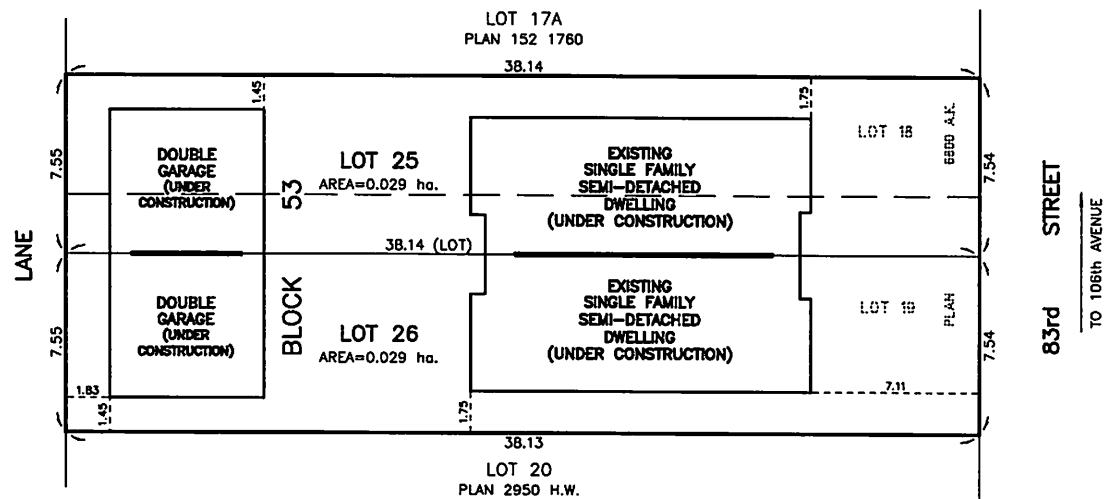 LOT 17A
PLAN 152 1760
38.14
1.45
1.75
7.55
DOUBLE
GARAGE
(UNDER
CONSTRUCTION)
LOT 25
AREA=0.029 ha.
EXISTING
SINGLE FAMILY
SEMI-DETACHED
DWELLING
(UNDER CONSTRUCTION)
LOT 18
6800 A.K.
7.54
LANE
BLOCK 53
38.14 (LOT)
83rd STREET
TO 106th AVENUE
7.55
DOUBLE
GARAGE
(UNDER
CONSTRUCTION)
LOT 26
AREA=0.029 ha.
EXISTING
SINGLE FAMILY
SEMI-DETACHED
DWELLING
(UNDER CONSTRUCTION)
LOT 19
PLAN
7.54
1.83
7.11
1.45
1.75
38.13
LOT 20
PLAN 2950 H.W.